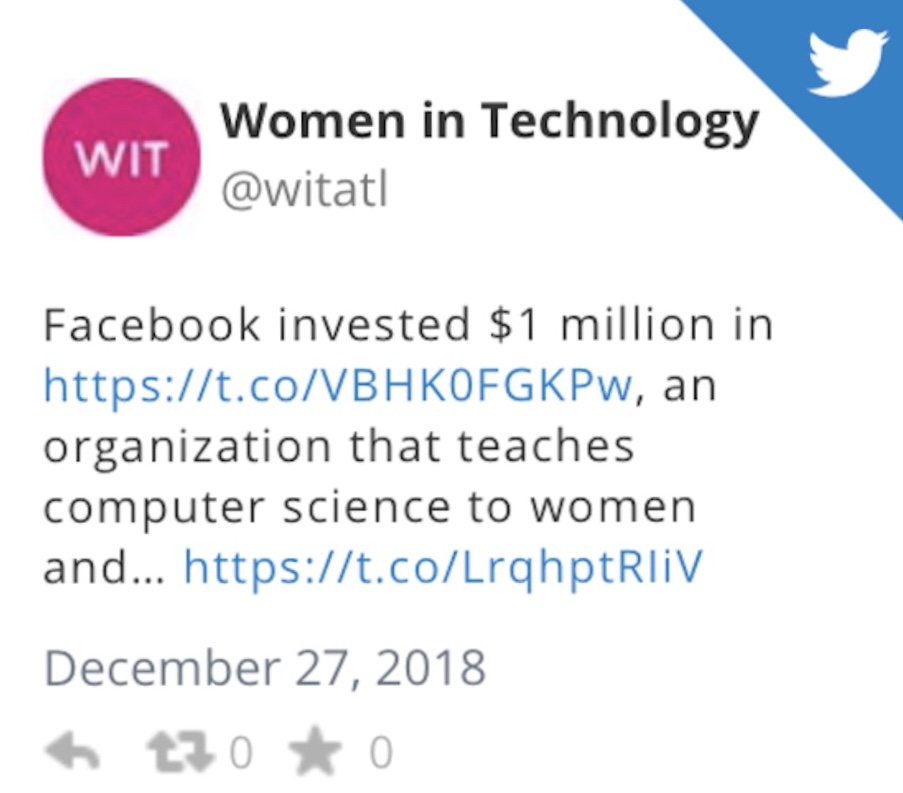 WIT
Women in Technology
@witatl
Facebook invested $1 million in
https://t.co/VBHK0FGKPw, an
organization that teaches
computer science to women
and... https://t.co/LrqhptRIiV
December 27, 2018
0 0